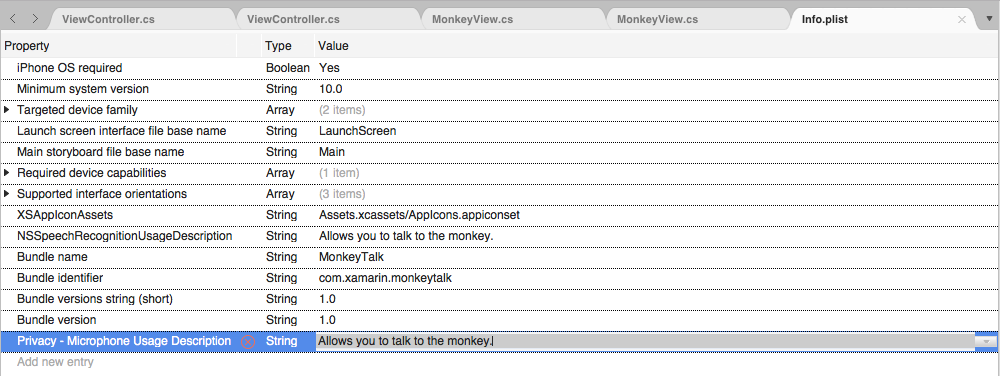 ViewController.cs ViewController.cs MonkeyView.cs MonkeyView.cs Info.plist
Property Type Value
iPhone OS required Boolean Yes
Minimum system version String 10.0
Targeted device family Array (2 items)
Launch screen interface file base name String LaunchScreen
Main storyboard file base name String Main
Required device capabilities Array (1 item)
Supported interface orientations Array (3 items)
XSAppIconAssets String Assets.xcassets/AppIcons.appiconset
NSSpeechRecognitionUsageDescription String Allows you to talk to the monkey.
Bundle name String MonkeyTalk
Bundle identifier String com.xamarin.monkeytalk
Bundle versions string (short) String 1.0
Bundle version String 1.0
Privacy - Microphone Usage Description String Allows you to talk to the monkey.
Add new entry